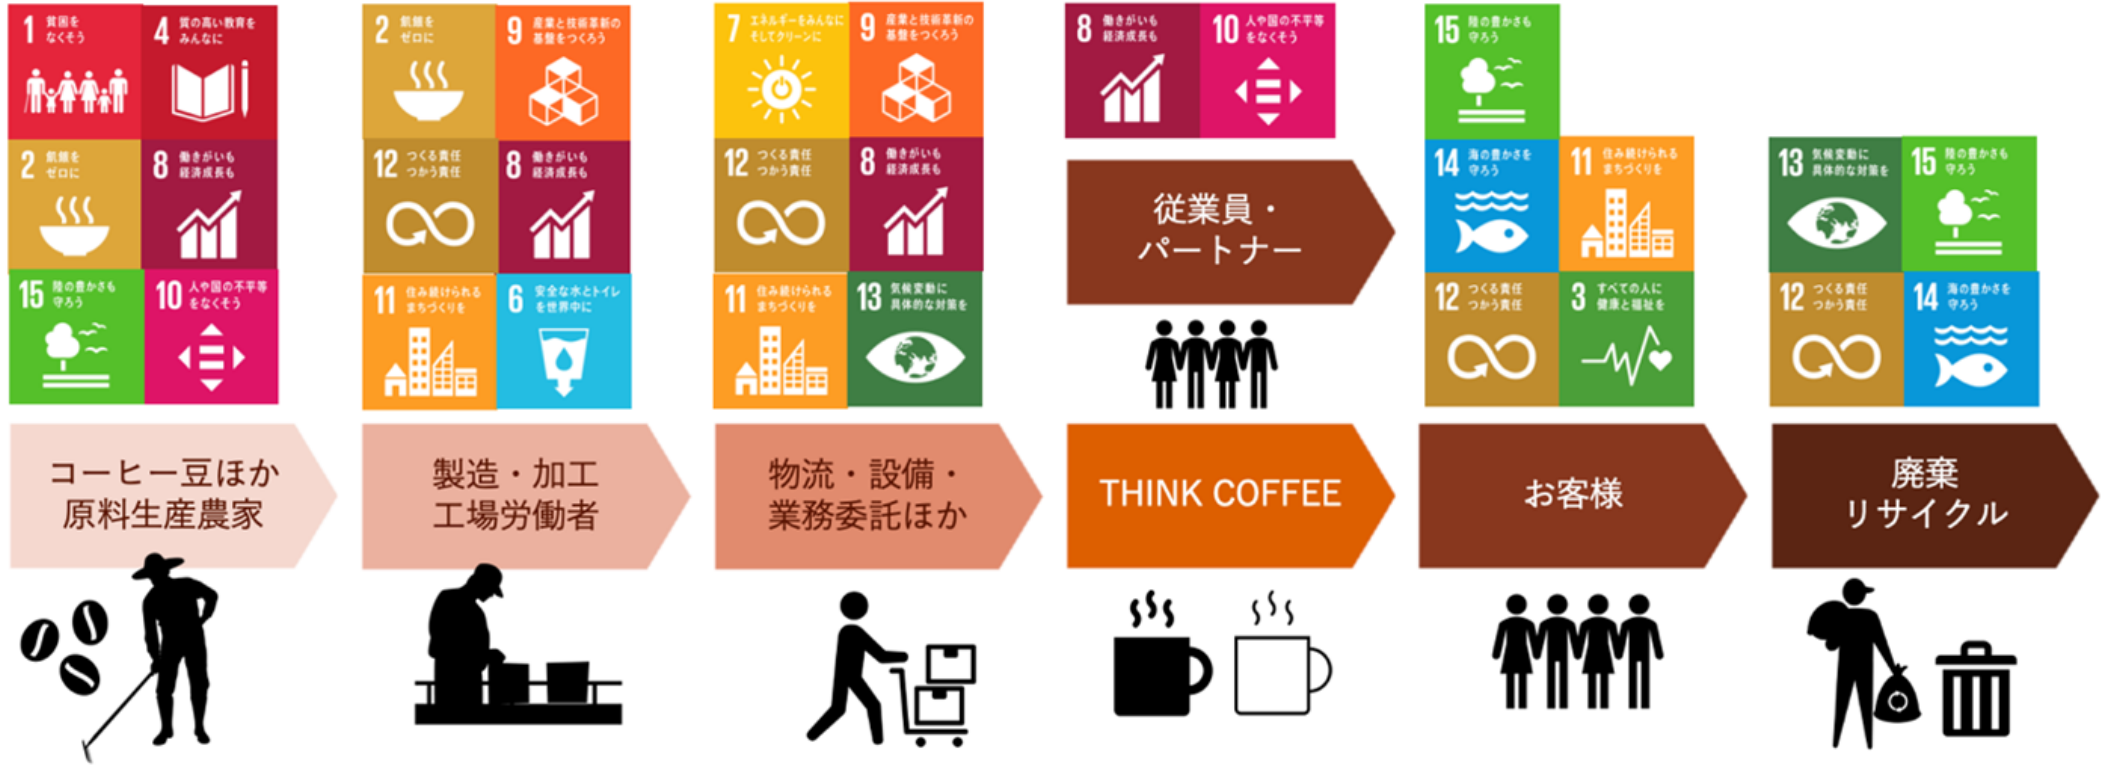 1 貧困を
なくそう
4 質の高い教育を
みんなに
2 飢餓を
ゼロに
8 働きがいも
経済成長も
15 陸の豊かさも
守ろう
10 人や国の不平等
をなくそう
コーヒー豆ほか
原料生産農家
2 飢餓を
ゼロに
9 産業と技術革新の
基盤をつくろう
12 つくる責任
つかう責任
8 働きがいも
経済成長も
11 住み続けられる
まちづくりを
6 安全な水とトイレ
を世界中に
製造・加工
工場労働者
7 エネルギーをみんなに
そしてクリーンに
9 産業と技術革新の
基盤をつくろう
12 つくる責任
つかう責任
8 働きがいも
経済成長も
11 住み続けられる
まちづくりを
13 気候変動に
具体的な対策を
物流・設備・
業務委託ほか
8 働きがいも
経済成長も
10 人や国の不平等
をなくそう
従業員・
パートナー
THINK COFFEE
15 陸の豊かさも
守ろう
14 海の豊かさを
守ろう
11 住み続けられる
まちづくりを
12 つくる責任
つかう責任
3 すべての人に
健康と福祉を
お客様
13 気候変動に
具体的な対策を
15 陸の豊かさも
守ろう
12 つくる責任
つかう責任
14 海の豊かさを
守ろう
廃棄
リサイクル